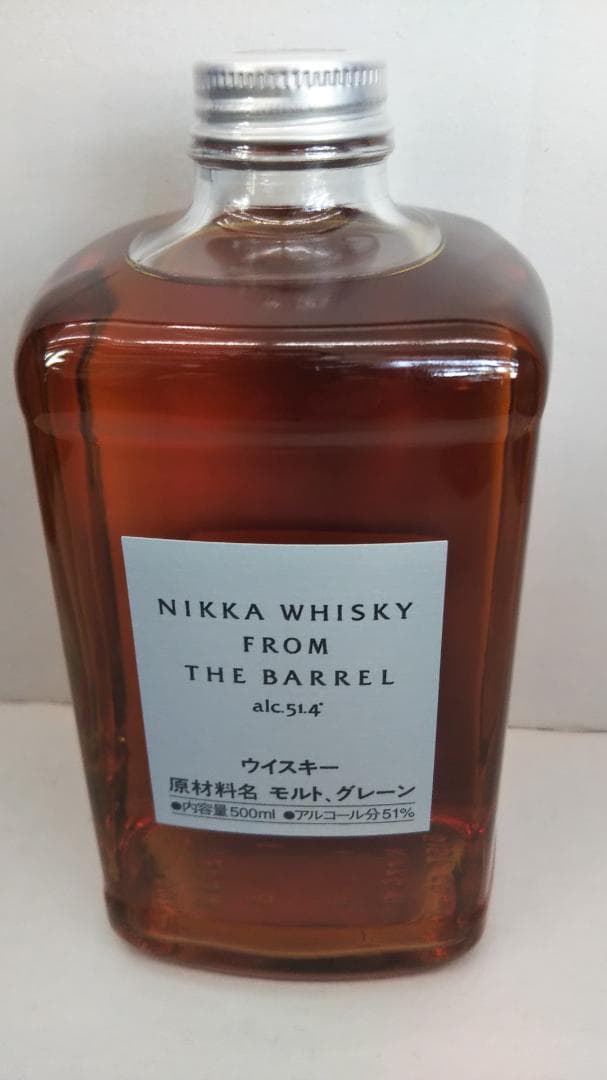 NIKKA WHISKY
FROM
THE BARREL
alc.51.4°
ウイスキー
原材料名 モルト、グレーン
●内容量500ml ●アルコール分51%